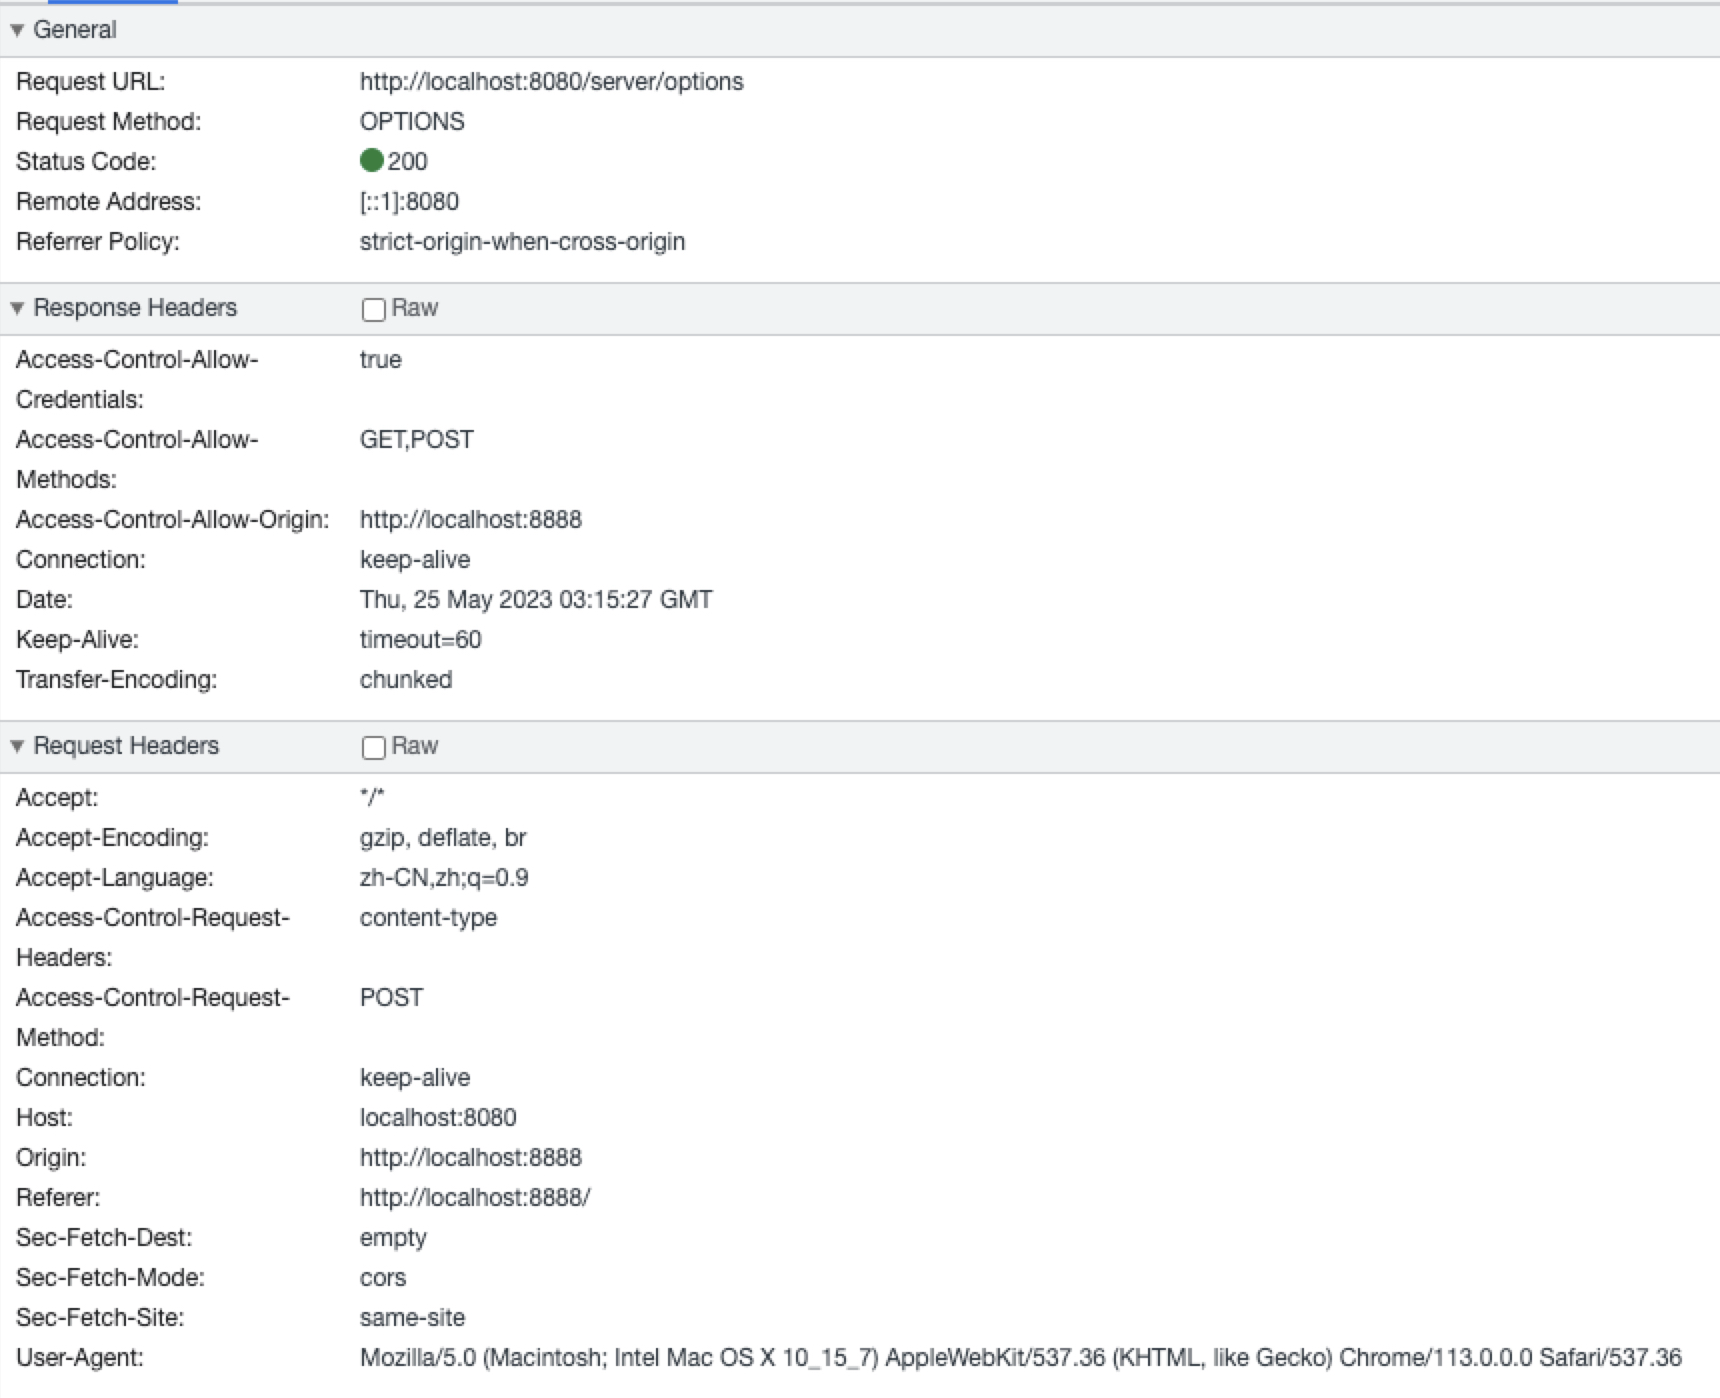 ▼ General
Request URL: http://localhost:8080/server/options
Request Method: OPTIONS
Status Code: 200
Remote Address: [::1]:8080
Referrer Policy: strict-origin-when-cross-origin
▼ Response Headers Raw
Access-Control-Allow- true
Credentials:
Access-Control-Allow- GET,POST
Methods:
Access-Control-Allow-Origin: http://localhost:8888
Connection: keep-alive
Date: Thu, 25 May 2023 03:15:27 GMT
Keep-Alive: timeout=60
Transfer-Encoding: chunked
▼ Request Headers Raw
Accept: */*
Accept-Encoding: gzip, deflate, br
Accept-Language: zh-CN,zh;q=0.9
Access-Control-Request- content-type
Headers:
Access-Control-Request- POST
Method:
Connection: keep-alive
Host: localhost:8080
Origin: http://localhost:8888
Referer: http://localhost:8888/
Sec-Fetch-Dest: empty
Sec-Fetch-Mode: cors
Sec-Fetch-Site: same-site
User-Agent: Mozilla/5.0 (Macintosh; Intel Mac OS X 10_15_7) AppleWebKit/537.36 (KHTML, like Gecko) Chrome/113.0.0.0 Safari/537.36